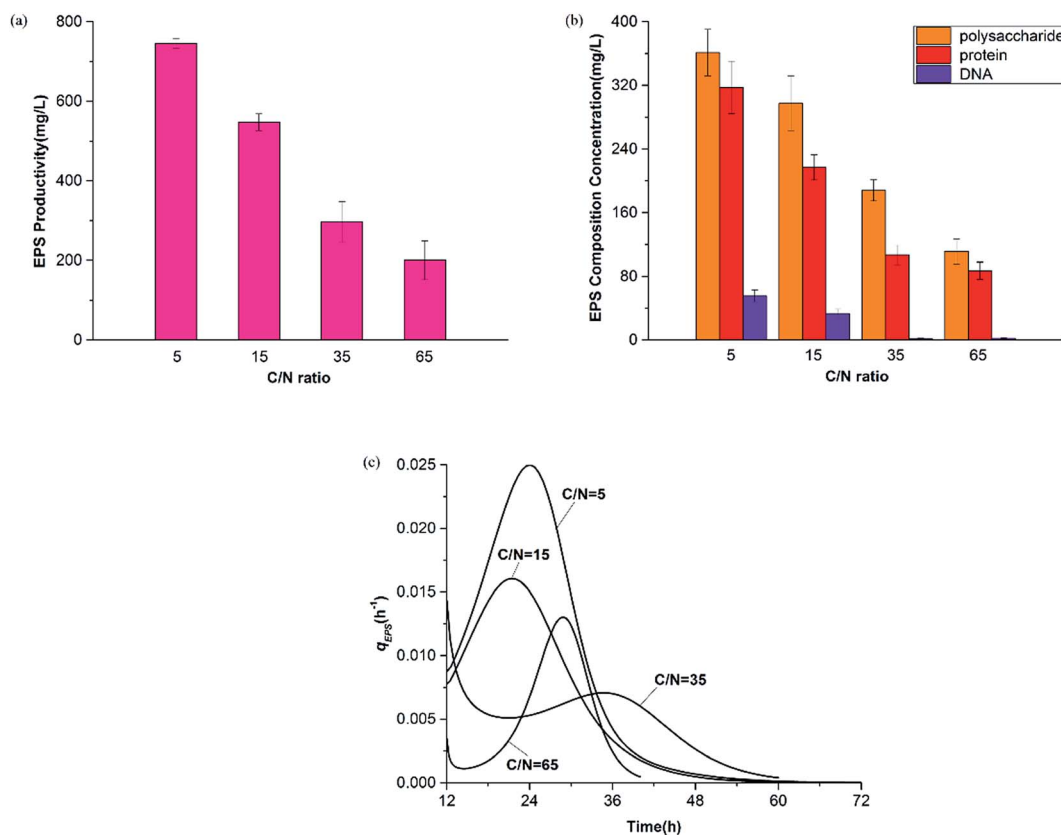 (a)
800
600
400
200
0
EPS Productivity(mg/L)
5 15 35 65
C/N ratio
(b)
400
320
240
160
80
0
EPS Composition Concentration(mg/L)
polysaccharide
protein
DNA
5 15 35 65
C/N ratio
(c)
0.025
0.020
0.015
0.010
0.005
0.000
qEPS(h-1)
C/N=5
C/N=15
C/N=35
C/N=65
12 24 36 48 60 72
Time(h)